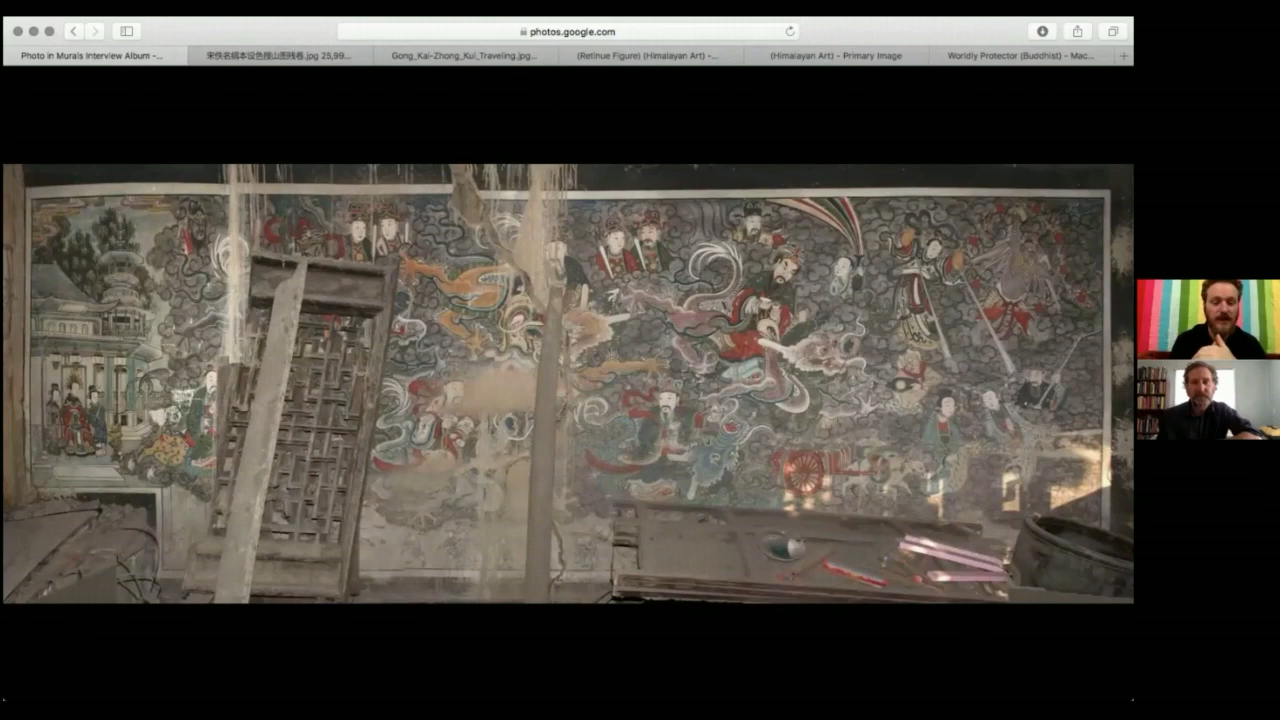 photos.google.com
Photo in Murals Interview Album -...
宋佚名绢本设色搜山图残卷.jpg 25,99...
Gong_Kai-Zhong_Kui_Traveling.jpg...
(Retinue Figure) (Himalayan Art) -...
(Himalayan Art) - Primary Image
Worldly Protector (Buddhist) - Mac...